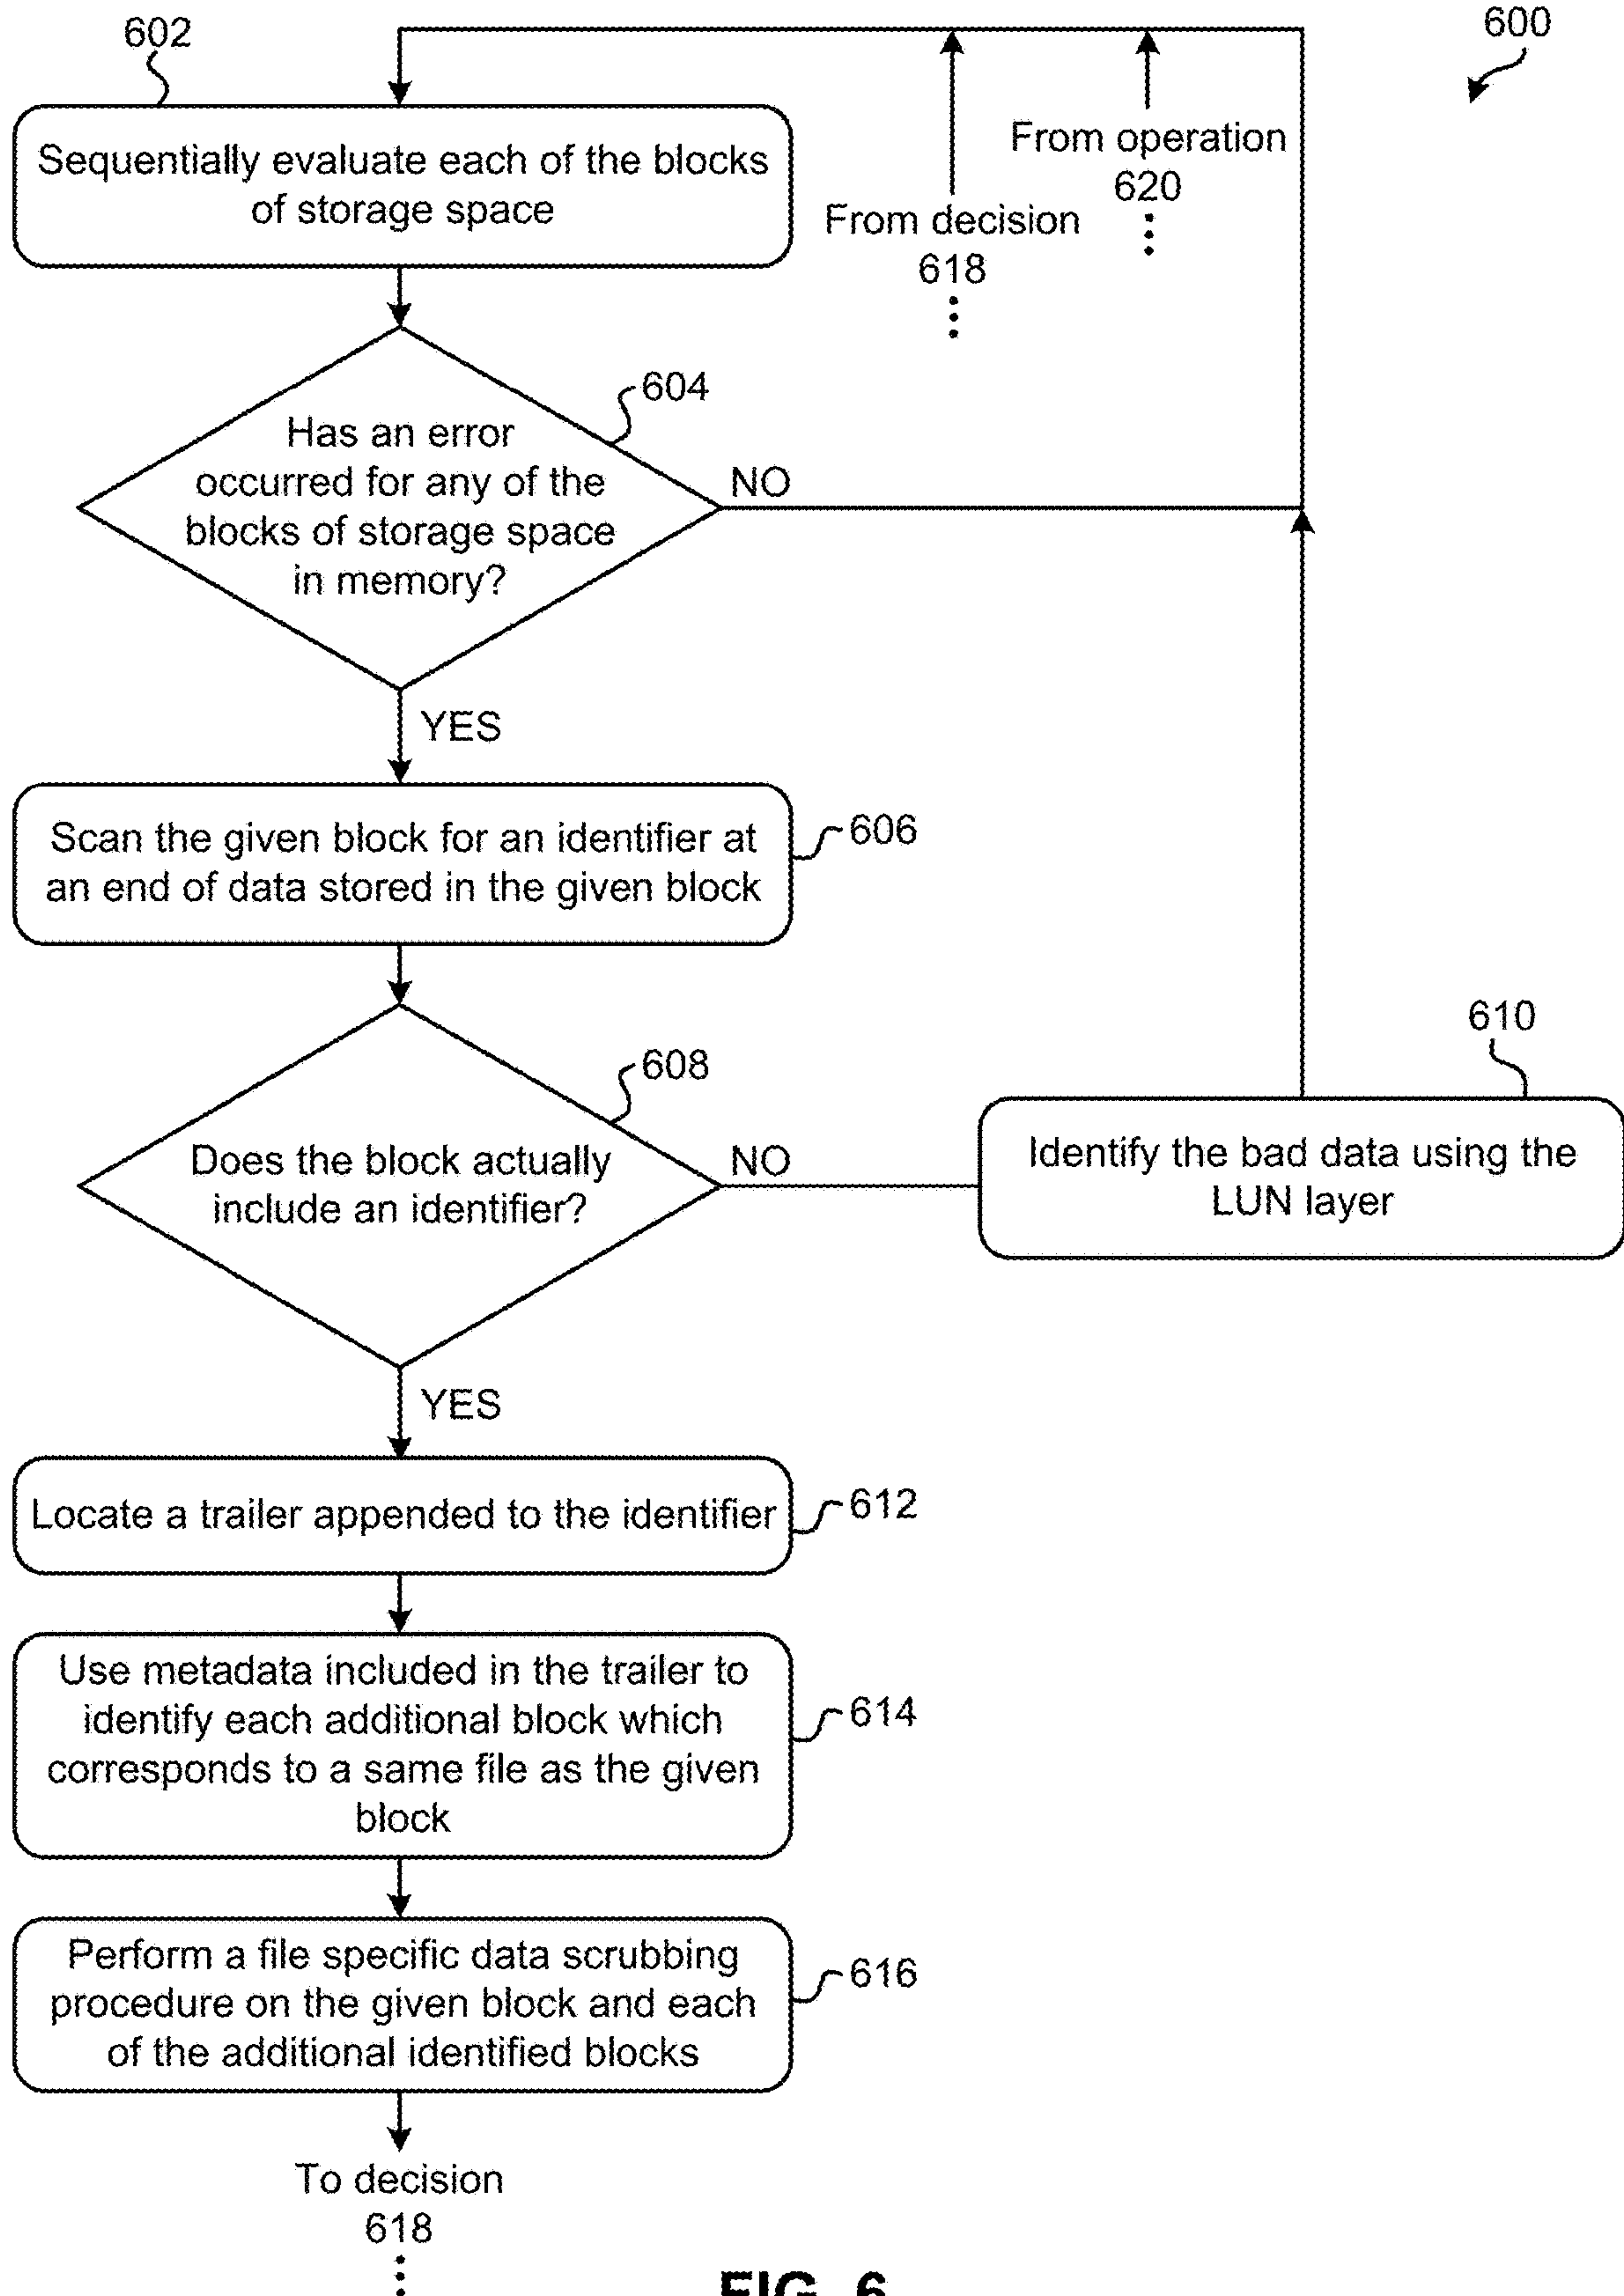 602
600
Sequentially evaluate each of the blocks
of storage space
From operation
620
From decision
618
604
Has an error
occurred for any of the
blocks of storage space
in memory?
NO
YES
Scan the given block for an identifier at
an end of data stored in the given block
606
608
Does the block actually
include an identifier?
NO
610
Identify the bad data using the
LUN layer
YES
Locate a trailer appended to the identifier
612
Use metadata included in the trailer to
identify each additional block which
corresponds to a same file as the given
block
614
Perform a file specific data scrubbing
procedure on the given block and each
of the additional identified blocks
616
To decision
618
FIG. 6